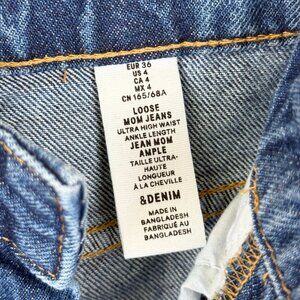 EUR 36
US 4
CA 4
MX 4
CN 165/68A
LOOSE
MOM JEANS
ULTRA HIGH WAIST
ANKLE LENGTH
JEAN MOM
AMPLE
TAILLE ULTRA-
HAUTE
LONGUEUR
À LA CHEVILLE
&DENIM
MADE IN
BANGLADESH
FABRIQUÉ AU
BANGLADESH